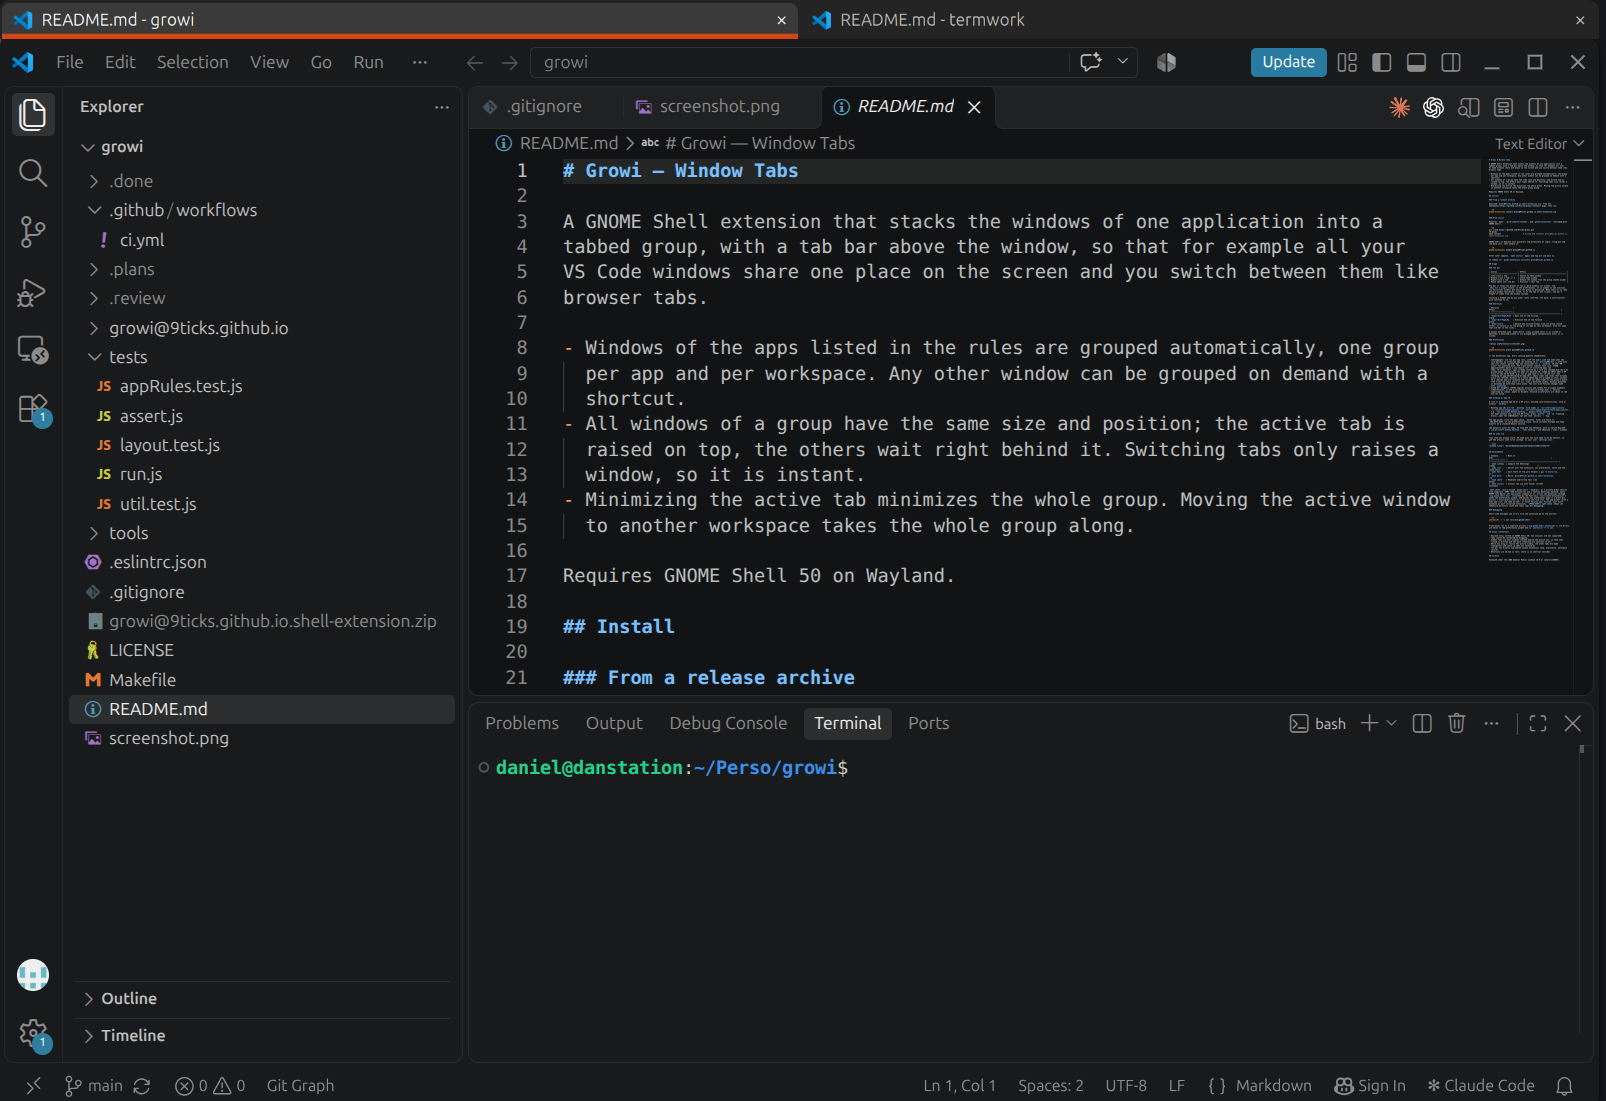 README.md - growi
README.md - termwork
File Edit Selection View Go Run
growi
Update
Explorer
growi
.done
.github/workflows
! ci.yml
.plans
.review
growi@9ticks.github.io
tests
JS appRules.test.js
JS assert.js
JS layout.test.js
JS run.js
JS util.test.js
tools
.eslintrc.json
.gitignore
growi@9ticks.github.io.shell-extension.zip
LICENSE
Makefile
README.md
screenshot.png
Outline
Timeline
1
1
.gitignore screenshot.png README.md
README.md > abc # Growi — Window Tabs
Text Editor
1 # Growi — Window Tabs
2
3 A GNOME Shell extension that stacks the windows of one application into a
4 tabbed group, with a tab bar above the window, so that for example all your
5 VS Code windows share one place on the screen and you switch between them like
6 browser tabs.
7
8 - Windows of the apps listed in the rules are grouped automatically, one group
9 per app and per workspace. Any other window can be grouped on demand with a
10 shortcut.
11 - All windows of a group have the same size and position; the active tab is
12 raised on top, the others wait right behind it. Switching tabs only raises a
13 window, so it is instant.
14 - Minimizing the active tab minimizes the whole group. Moving the active window
15 to another workspace takes the whole group along.
16
17 Requires GNOME Shell 50 on Wayland.
18
19 ## Install
20
21 ### From a release archive
Problems Output Debug Console Terminal Ports
bash
daniel@danstation:~/Perso/growi$
main 0 0 Git Graph
Ln 1, Col 1 Spaces: 2 UTF-8 LF {} Markdown Sign In Claude Code